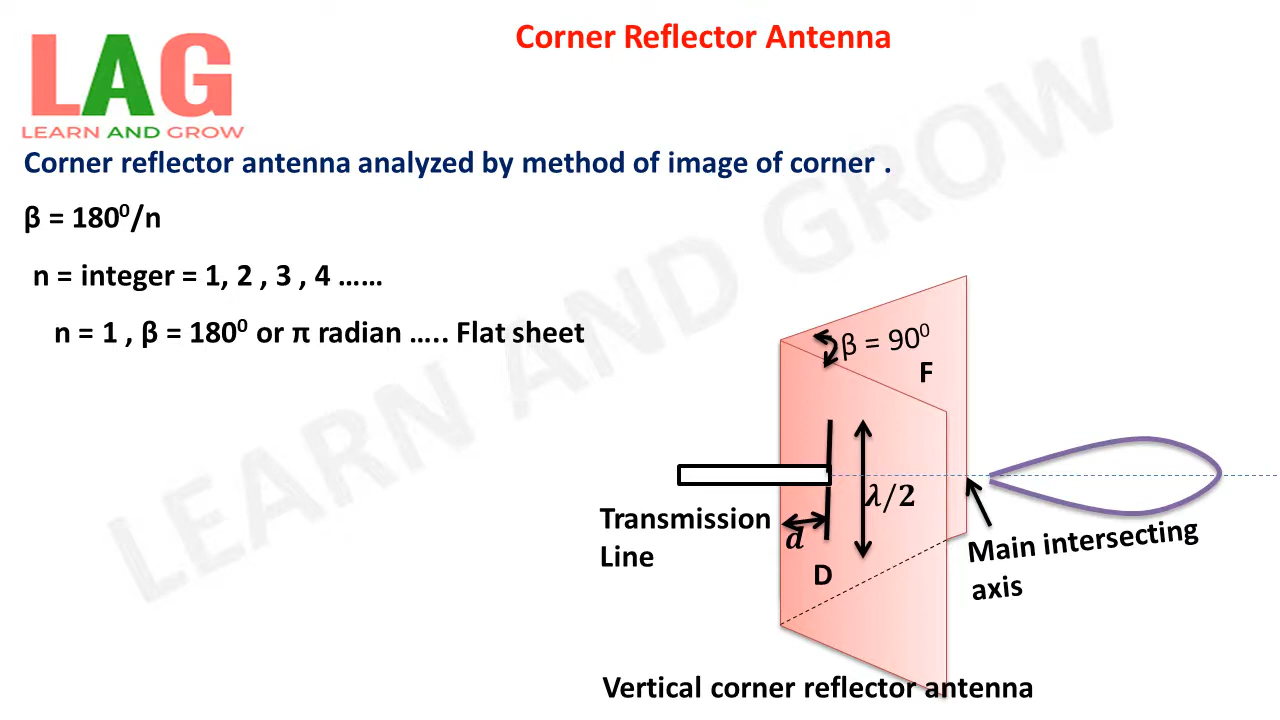 Corner Reflector Antenna
LAG
LEARN AND GROW
Corner reflector antenna analyzed by method of image of corner .
β = 180⁰/n
n = integer = 1, 2 , 3 , 4 ......
n = 1 , β = 180⁰ or π radian ..... Flat sheet
β = 90⁰
F
λ/2
Transmission
Line
d
D
Main intersecting
axis
Vertical corner reflector antenna
LEARN AND GROW